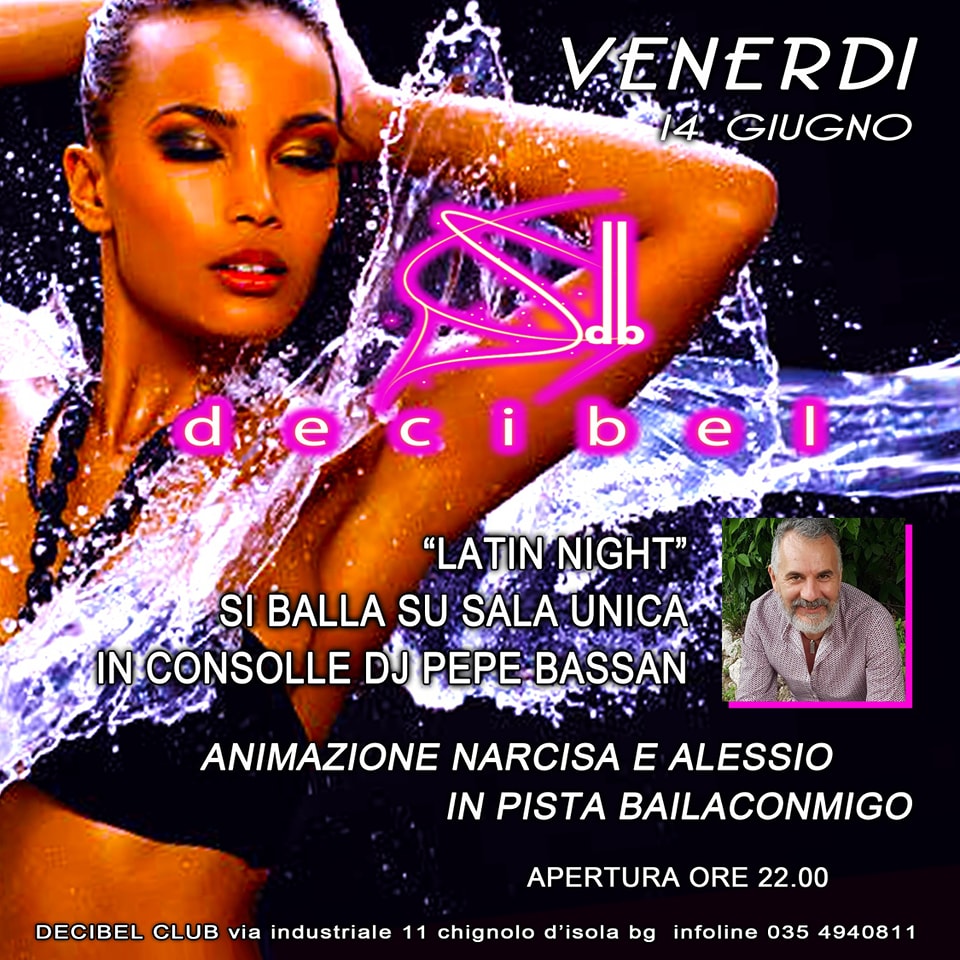 VENERDI
14 GIUGNO
db
decibel
“LATIN NIGHT”
SI BALLA SU SALA UNICA
IN CONSOLLE DJ PEPE BASSAN
ANIMAZIONE NARCISA E ALESSIO
IN PISTA BAILACONMIGO
APERTURA ORE 22.00
DECIBEL CLUB via industriale 11 chignolo d’isola bg infoline 035 4940811